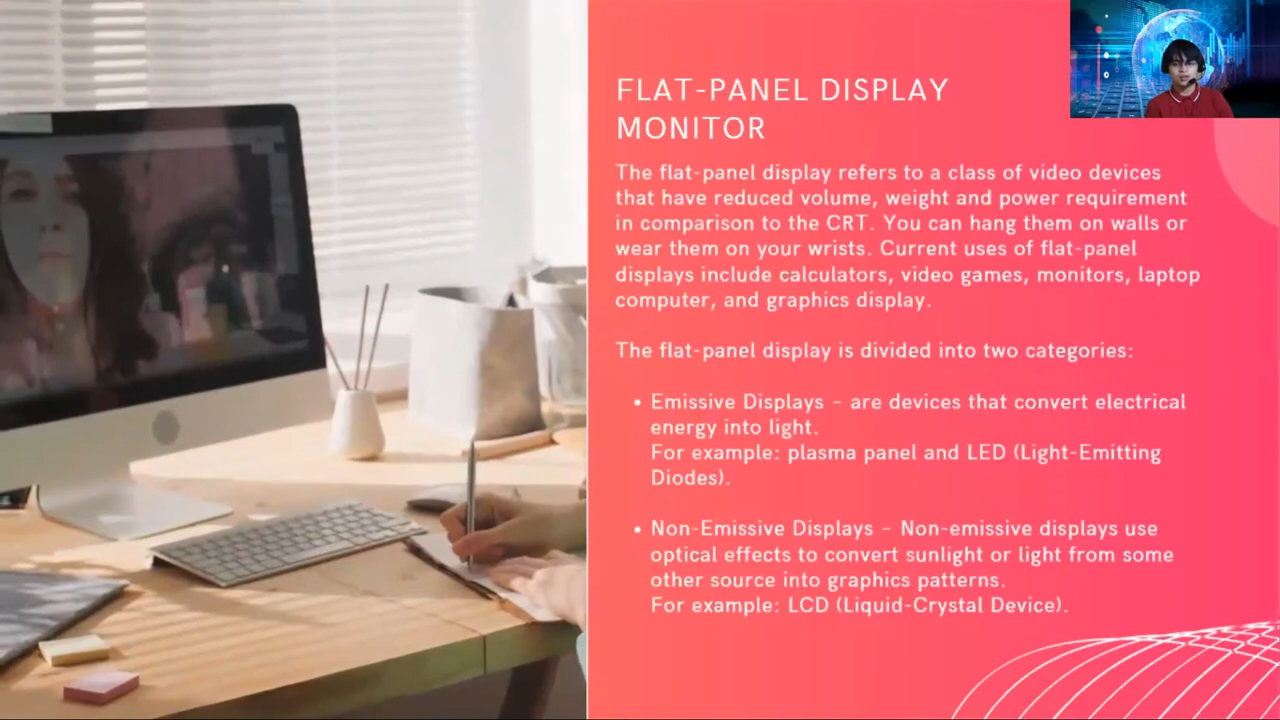 FLAT-PANEL DISPLAY
MONITOR
The flat-panel display refers to a class of video devices
that have reduced volume, weight and power requirement
in comparison to the CRT. You can hang them on walls or
wear them on your wrists. Current uses of flat-panel
displays include calculators, video games, monitors, laptop
computer, and graphics display.
The flat-panel display is divided into two categories:
• Emissive Displays – are devices that convert electrical
energy into light.
For example: plasma panel and LED (Light-Emitting
Diodes).
• Non-Emissive Displays – Non-emissive displays use
optical effects to convert sunlight or light from some
other source into graphics patterns.
For example: LCD (Liquid-Crystal Device).